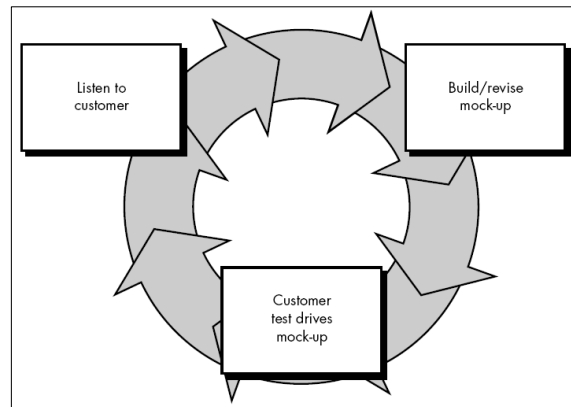 Listen to
customer
Build/revise
mock-up
Customer
test drives
mock-up